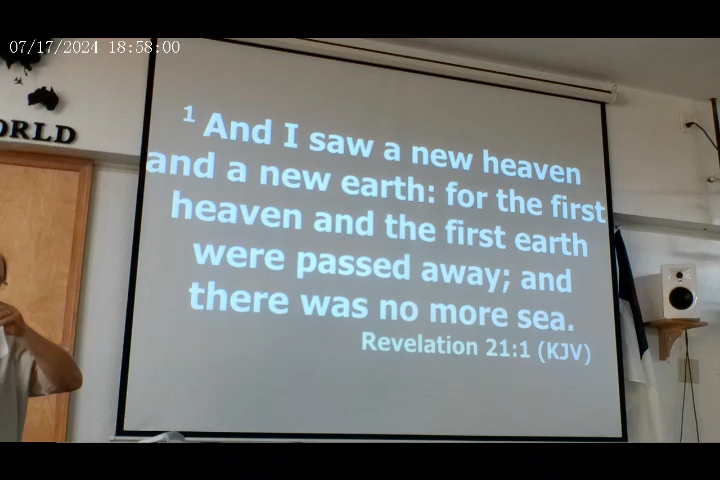 07/17/2024 18:58:00
ORLD
1 And I saw a new heaven
and a new earth: for the first
heaven and the first earth
were passed away; and
there was no more sea.
Revelation 21:1 (KJV)